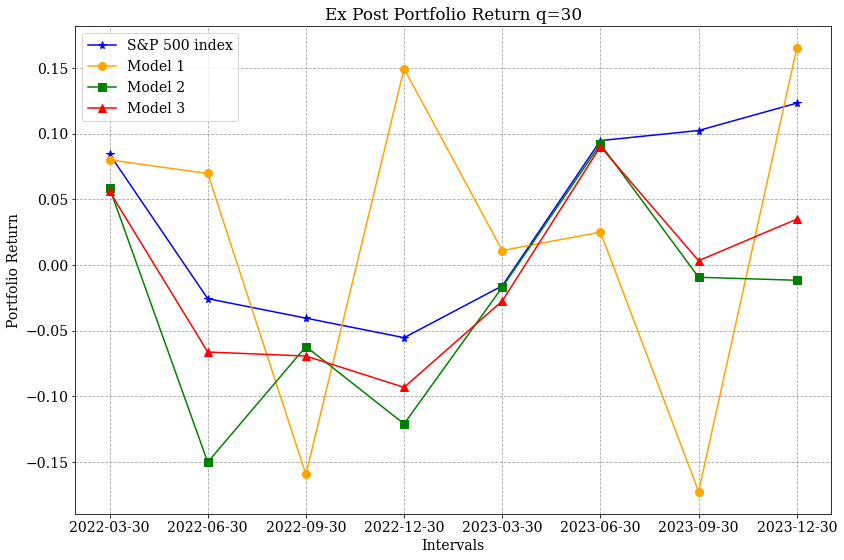 Ex Post Portfolio Return q=30
S&P 500 index
Model 1
Model 2
Model 3
Portfolio Return
0.15
0.10
0.05
0.00
−0.05
−0.10
−0.15
2022-03-30 2022-06-30 2022-09-30 2022-12-30 2023-03-30 2023-06-30 2023-09-30 2023-12-30
Intervals